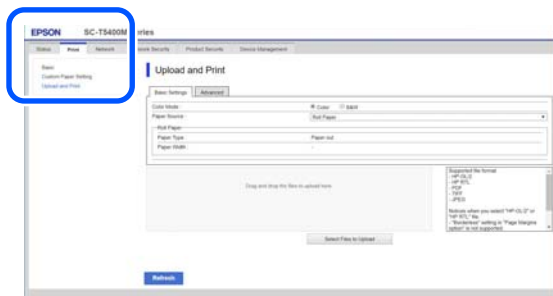 EPSON SC-T5400M Series
Status Print Network Network Security Product Security Device Management
Basic
Custom Paper Setting
Upload and Print
Upload and Print
Basic Settings Advanced
Color Mode : Color B&W
Paper Source : Roll Paper
Roll Paper
Paper Type : Paper out
Paper Width : -
Drag and drop the files to upload here.
Supported file format
- HP-GL/2
- HP RTL
- PDF
- TIFF
- JPEG
Notices when you select "HP-GL/2" or
"HP RTL" file.
- "Borderless" setting in "Page Margins
option" is not supported.
Select Files to Upload
Refresh